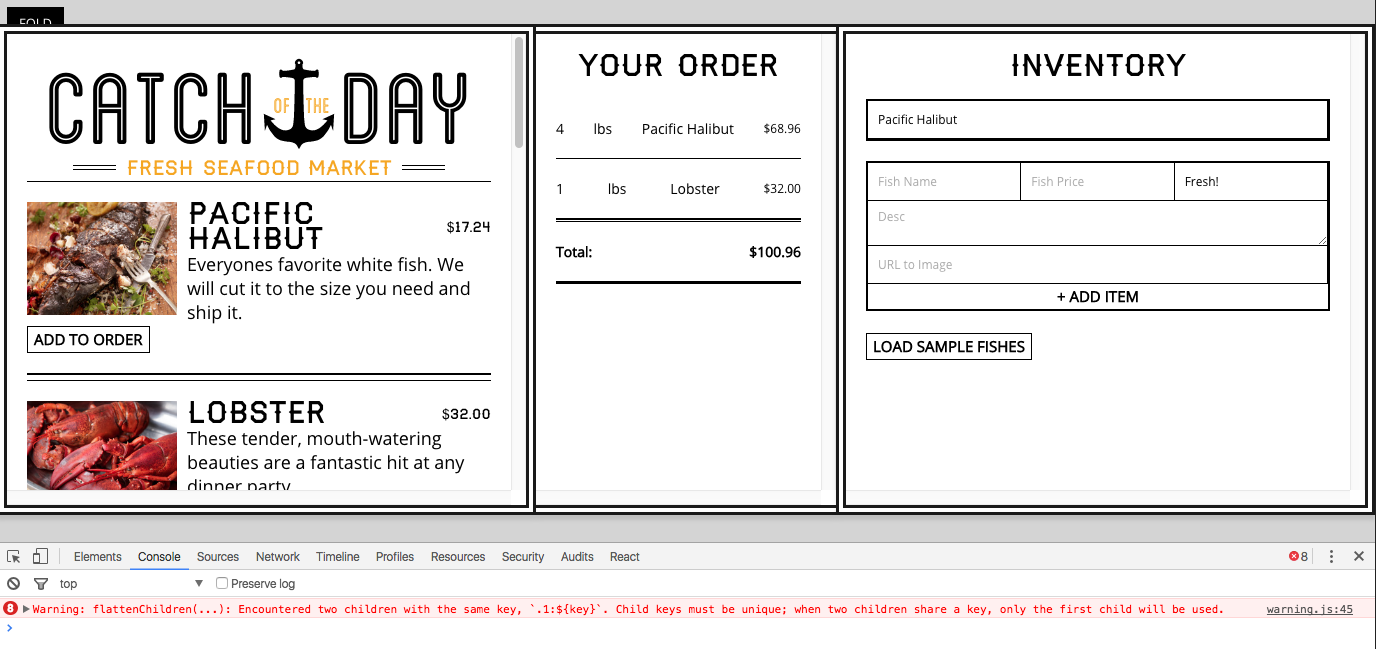 FOLD
CATCH OF THE DAY
FRESH SEAFOOD MARKET
PACIFIC
HALIBUT
$17.24
Everyones favorite white fish. We
will cut it to the size you need and
ship it.
ADD TO ORDER
LOBSTER
$32.00
These tender, mouth-watering
beauties are a fantastic hit at any
dinner party
YOUR ORDER
4 lbs Pacific Halibut $68.96
1 lbs Lobster $32.00
Total: $100.96
INVENTORY
Pacific Halibut
Fish Name Fish Price Fresh!
Desc
URL to Image
+ ADD ITEM
LOAD SAMPLE FISHES
Elements Console Sources Network Timeline Profiles Resources Security Audits React 8
top Preserve log
8 Warning: flattenChildren(...): Encountered two children with the same key, `.1:${key}`. Child keys must be unique; when two children share a key, only the first child will be used. warning.js:45